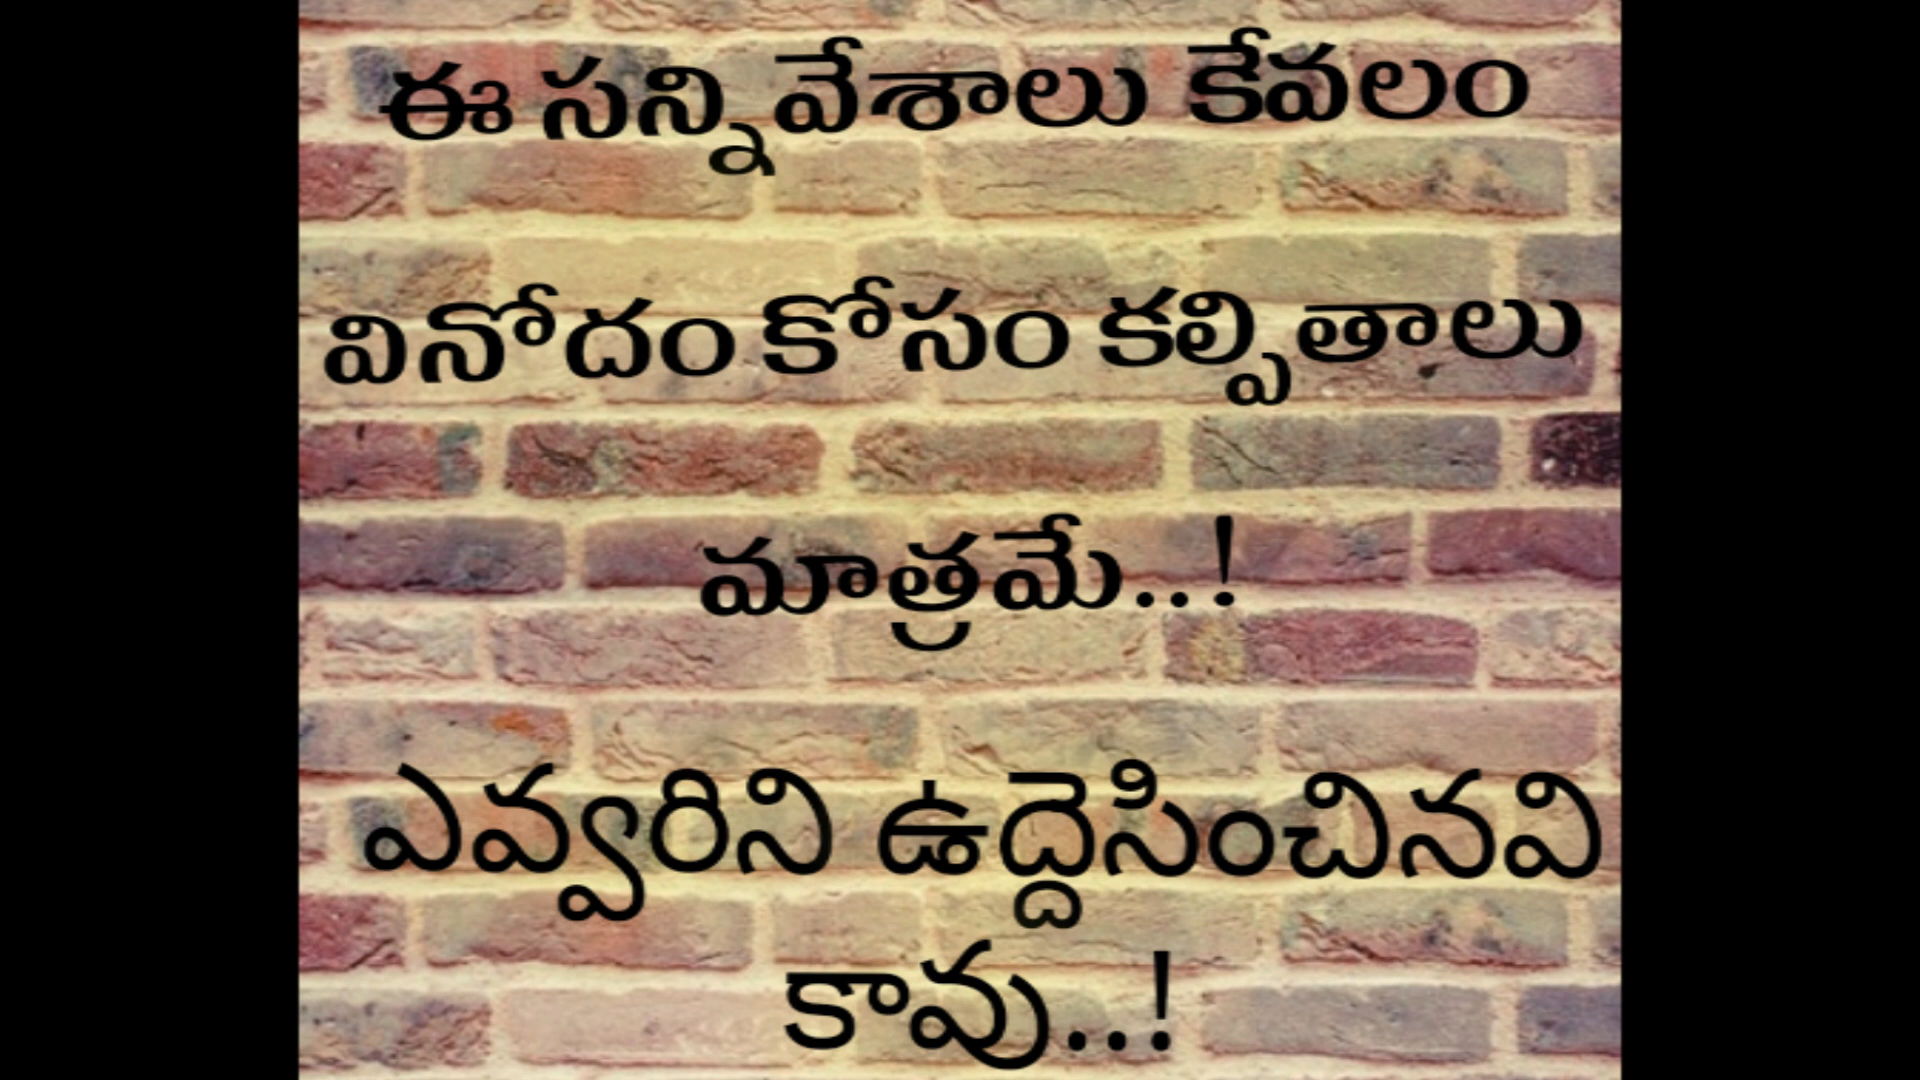 ఈ సన్నివేశాలు కేవలం
వినోదం కోసం కల్పితాలు
మాత్రమే..!
ఎవ్వరిని ఉద్దెసించినవి
కావు..!